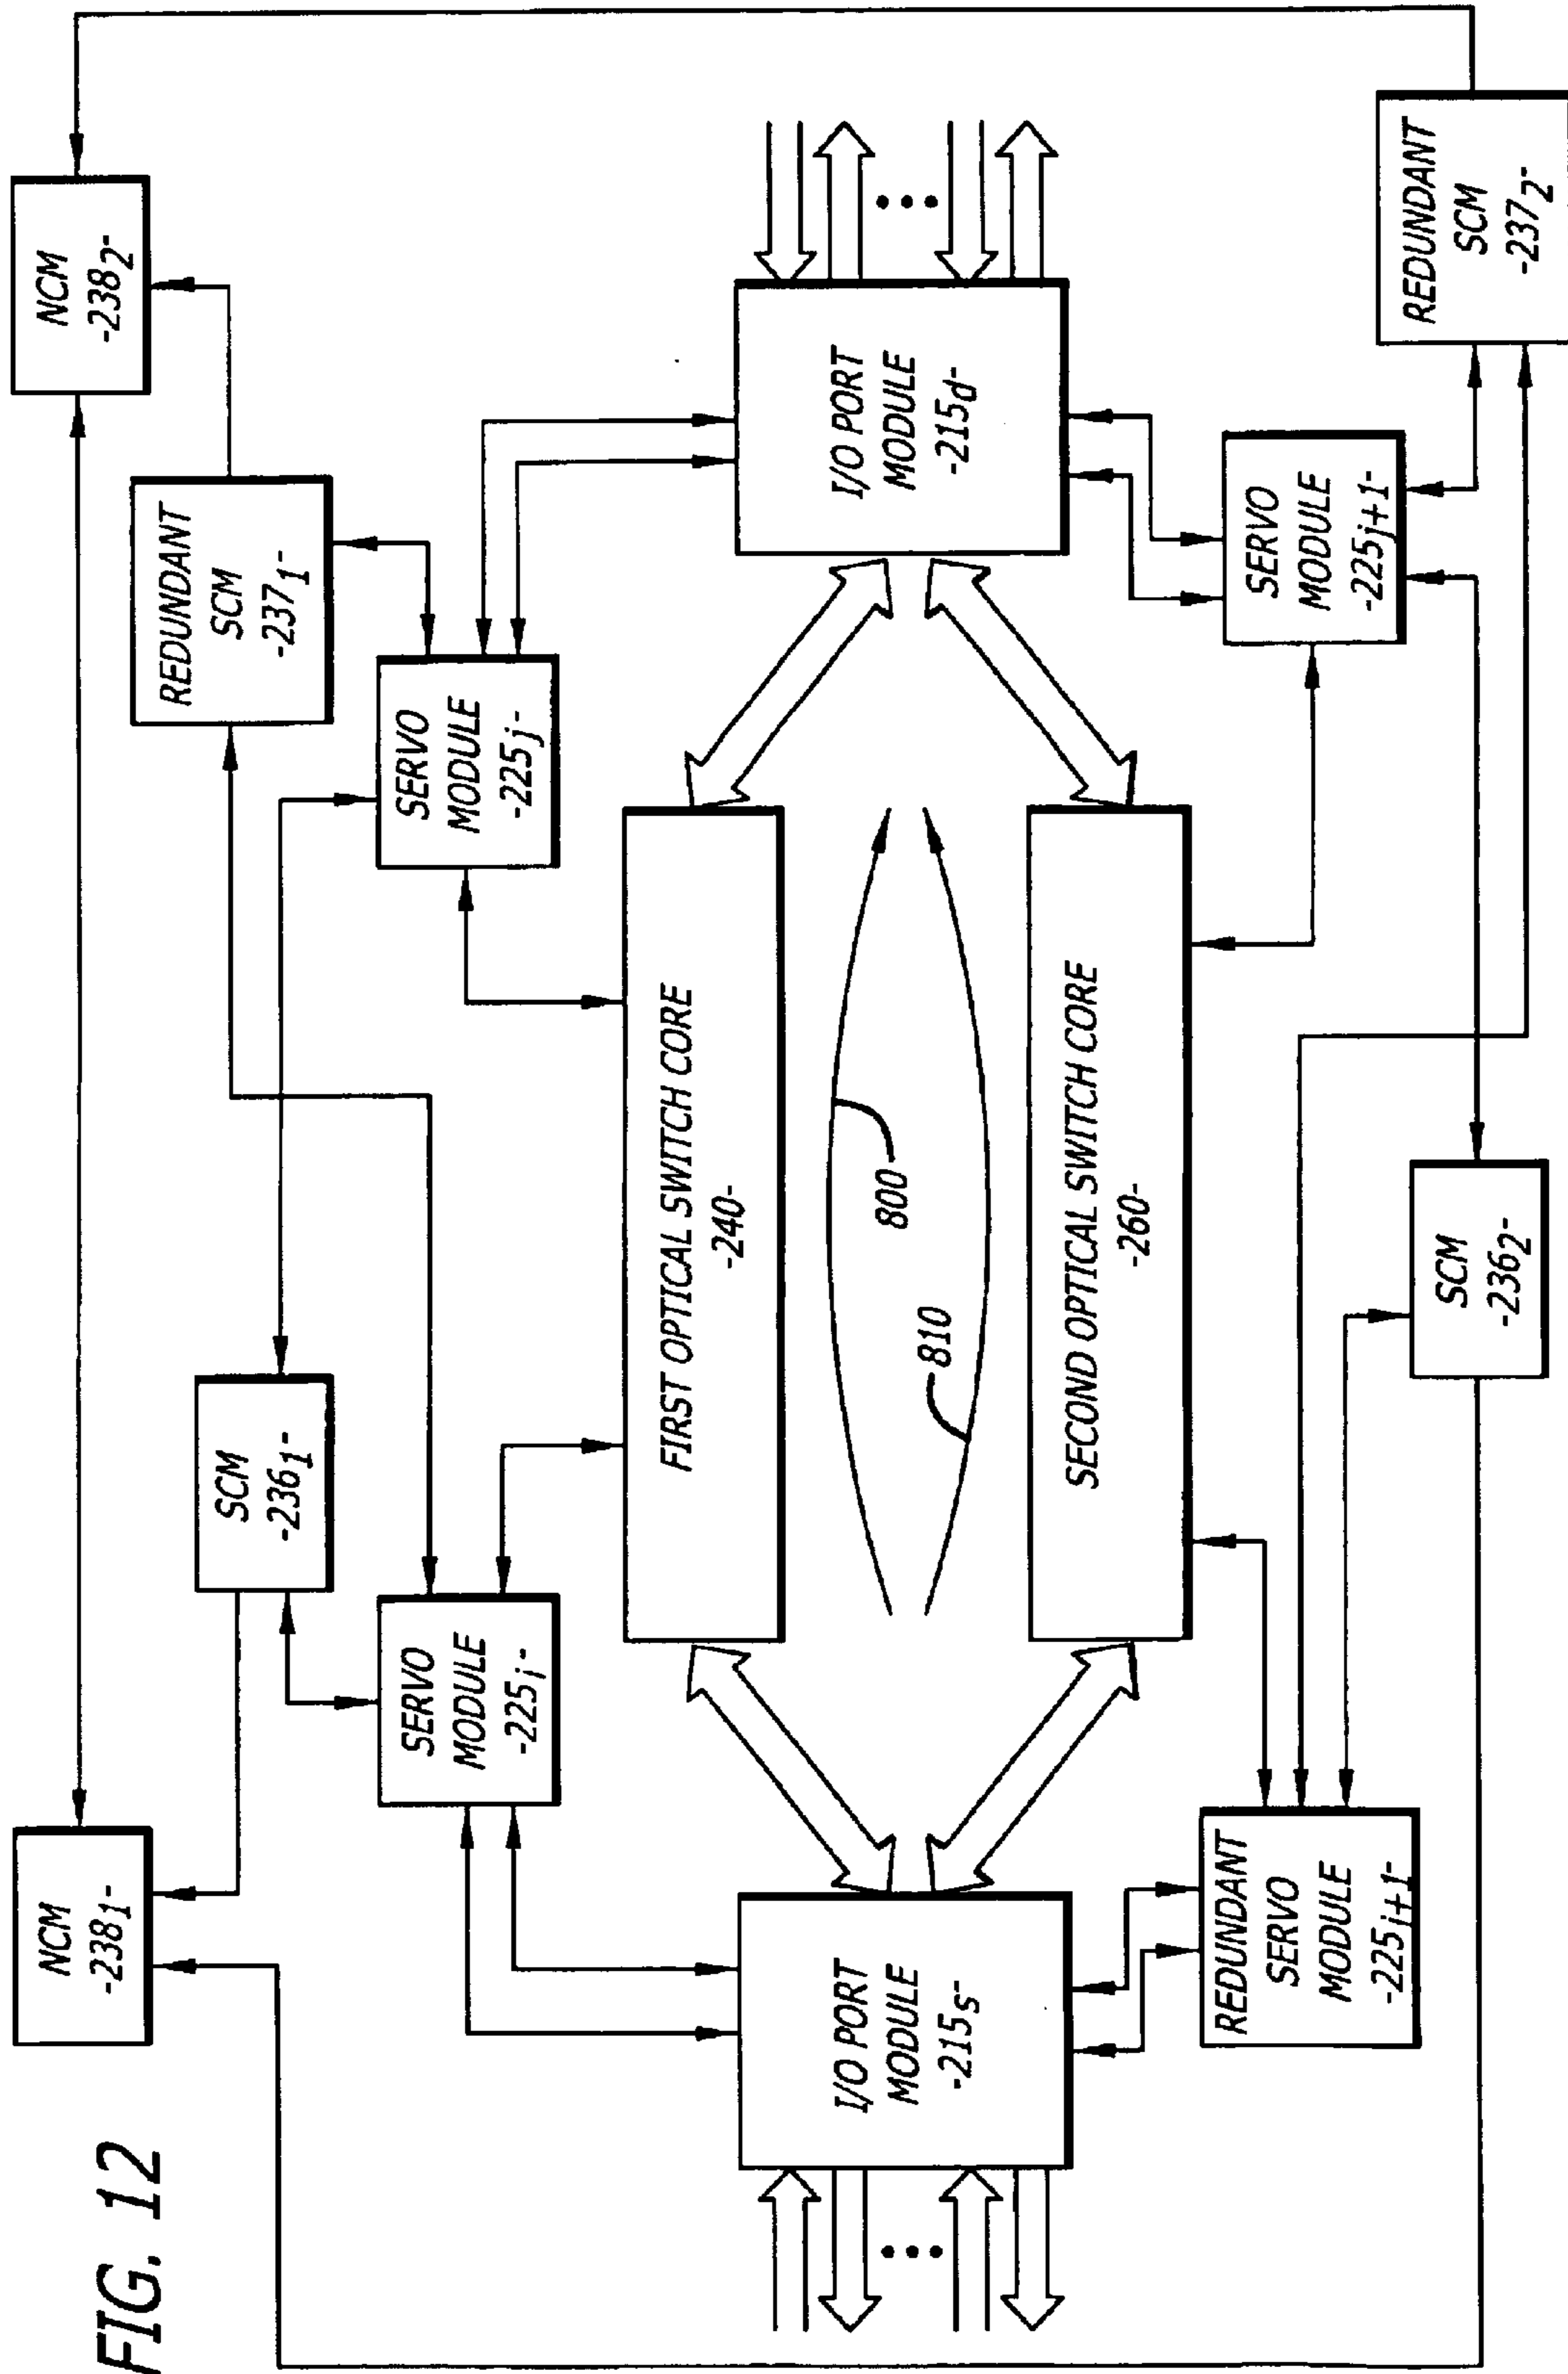 FIG. 12
NCM
-238₁-
NCM
-238₂-
SCM
-236₁-
REDUNDANT
SCM
-237₁-
SERVO
MODULE
-225ᵢ-
SERVO
MODULE
-225ⱼ-
FIRST OPTICAL SWITCH CORE
-240-
I/O PORT
MODULE
-215s-
800
810
I/O PORT
MODULE
-215d-
SECOND OPTICAL SWITCH CORE
-260-
REDUNDANT
SERVO
MODULE
-225i+1-
SERVO
MODULE
-225j+1-
SCM
-236₂-
REDUNDANT
SCM
-237₂-